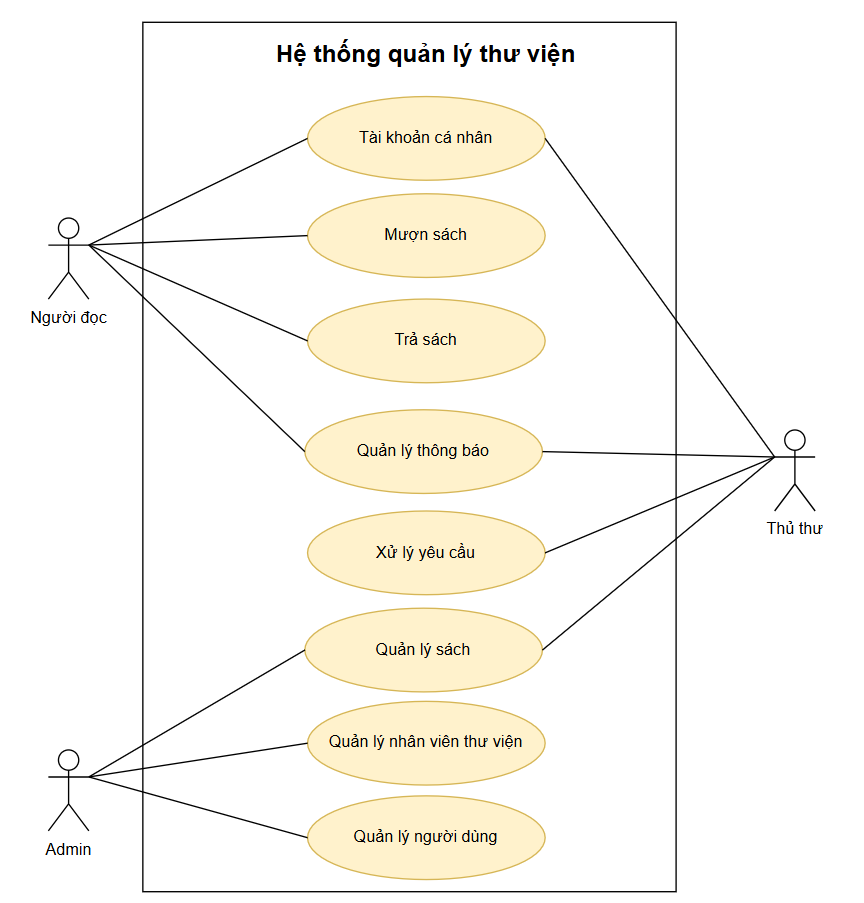 Hệ thống quản lý thư viện
Tài khoản cá nhân
Mượn sách
Người đọc
Trả sách
Quản lý thông báo
Thủ thư
Xử lý yêu cầu
Quản lý sách
Quản lý nhân viên thư viện
Quản lý người dùng
Admin